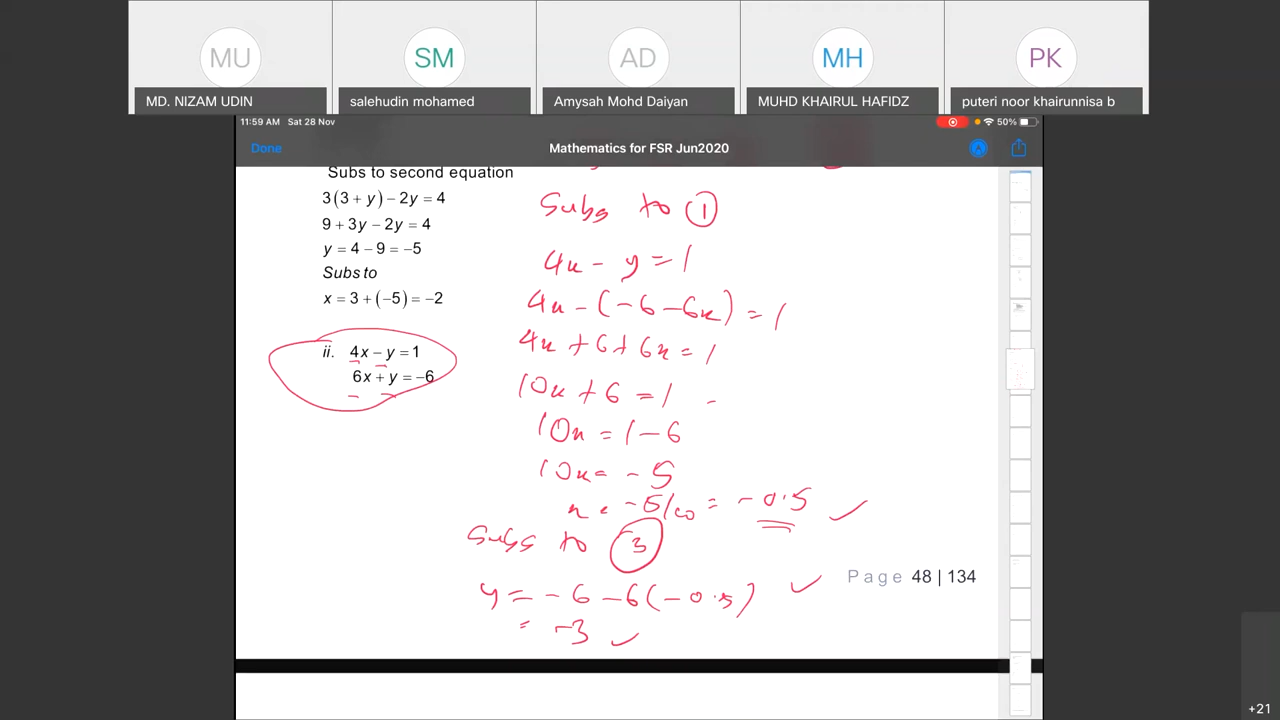 MU
SM
AD
MH
PK
MD. NIZAM UDIN
salehudin mohamed
Amysah Mohd Daiyan
MUHD KHAIRUL HAFIDZ
puteri noor khairunnisa b
11:59 AM Sat 28 Nov
50%
Done
Mathematics for FSR Jun2020
Subs to second equation
3(3 + y) − 2y = 4
9 + 3y − 2y = 4
y = 4 − 9 = −5
Subs to
x = 3 + (−5) = −2
ii. 4x − y = 1
6x + y = −6
Subs to ①
4x − y = 1
4x − (−6 − 6x) = 1
4x + 6 + 6x = 1
10x + 6 = 1
10x = 1 − 6
10x = − 5
x = −5/10 = −0.5
Subs to ③
y = −6 − 6(−0.5)
= −3
Page 48 | 134
+21